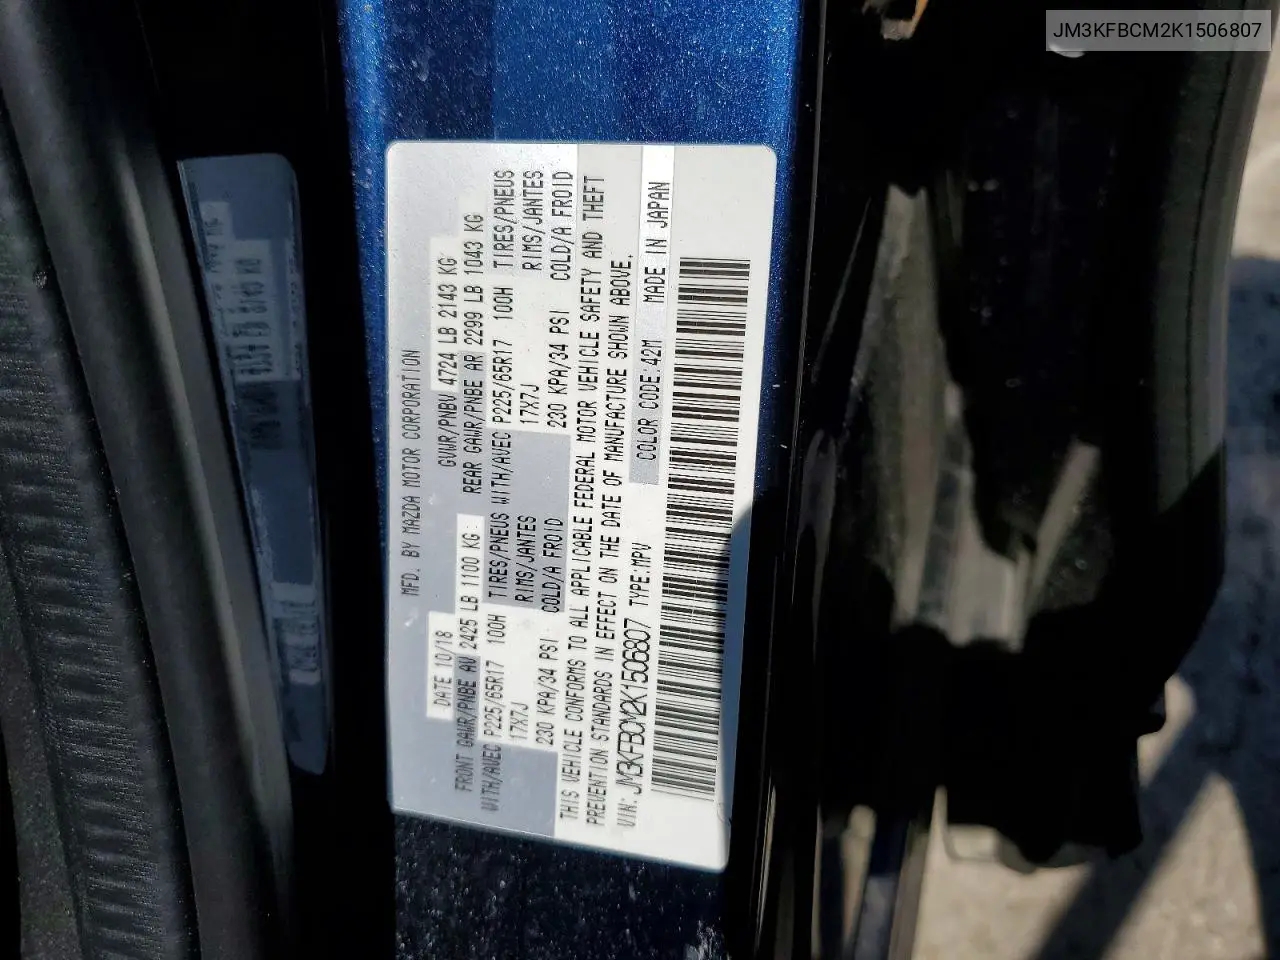 JM3KFBCM2K1506807
MFD. BY MAZDA MOTOR CORPORATION
DATE 10/18 GVWR/PNBV 4724 LB 2143 KG
FRONT GAWR/PNBE AV 2425 LB 1100 KG REAR GAWR/PNBE AR 2299 LB 1043 KG
WITH/AVEC P225/65R17 100H TIRES/PNEUS WITH/AVEC P225/65R17 100H TIRES/PNEUS
17X7J RIMS/JANTES 17X7J RIMS/JANTES
230 KPA/34 PSI COLD/A FROID 230 KPA/34 PSI COLD/A FROID
THIS VEHICLE CONFORMS TO ALL APPLICABLE FEDERAL MOTOR VEHICLE SAFETY AND THEFT
PREVENTION STANDARDS IN EFFECT ON THE DATE OF MANUFACTURE SHOWN ABOVE.
VIN: JM3KFBCM2K1506807 TYPE:MPV COLOR CODE:42M MADE IN JAPAN